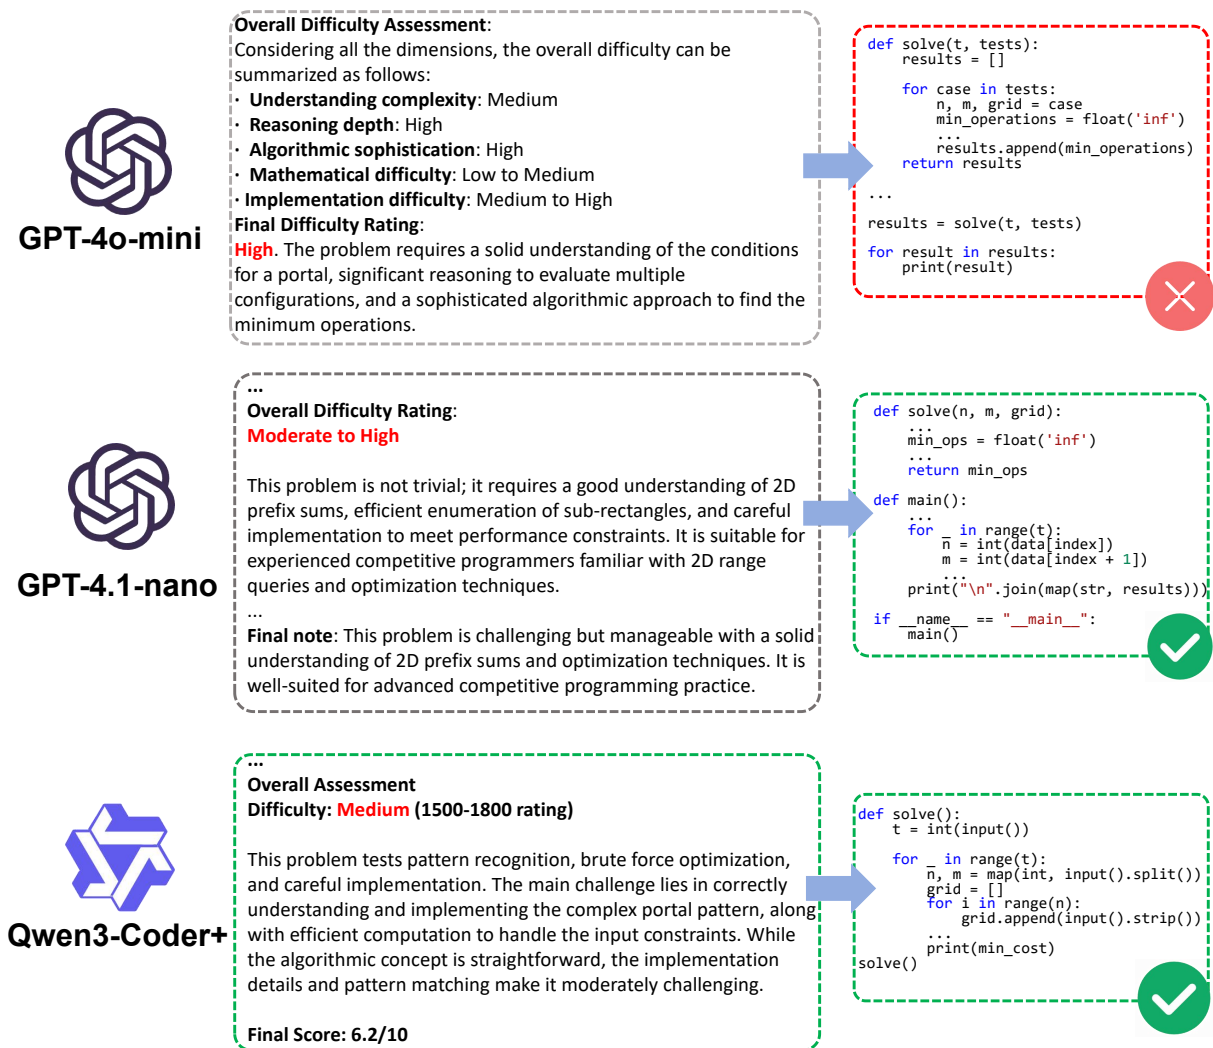 Overall Difficulty Assessment:
Considering all the dimensions, the overall difficulty can be
summarized as follows:
· Understanding complexity: Medium
· Reasoning depth: High
· Algorithmic sophistication: High
· Mathematical difficulty: Low to Medium
· Implementation difficulty: Medium to High
Final Difficulty Rating:
High. The problem requires a solid understanding of the conditions
for a portal, significant reasoning to evaluate multiple
configurations, and a sophisticated algorithmic approach to find the
minimum operations.
GPT-4o-mini
def solve(t, tests):
    results = []
    for case in tests:
        n, m, grid = case
        min_operations = float('inf')
        ...
        results.append(min_operations)
    return results
...
results = solve(t, tests)
for result in results:
    print(result)
...
Overall Difficulty Rating:
Moderate to High
This problem is not trivial; it requires a good understanding of 2D
prefix sums, efficient enumeration of sub-rectangles, and careful
implementation to meet performance constraints. It is suitable for
experienced competitive programmers familiar with 2D range
queries and optimization techniques.
...
Final note: This problem is challenging but manageable with a solid
understanding of 2D prefix sums and optimization techniques. It is
well-suited for advanced competitive programming practice.
GPT-4.1-nano
def solve(n, m, grid):
    ...
    min_ops = float('inf')
    ...
    return min_ops
def main():
    ...
    for _ in range(t):
        n = int(data[index])
        m = int(data[index + 1])
        ...
    print("\n".join(map(str, results)))
if __name__ == "__main__":
    main()
...
Overall Assessment
Difficulty: Medium (1500-1800 rating)
This problem tests pattern recognition, brute force optimization,
and careful implementation. The main challenge lies in correctly
understanding and implementing the complex portal pattern, along
with efficient computation to handle the input constraints. While
the algorithmic concept is straightforward, the implementation
details and pattern matching make it moderately challenging.
Final Score: 6.2/10
Qwen3-Coder+
def solve():
    t = int(input())
    for _ in range(t):
        n, m = map(int, input().split())
        grid = []
        for i in range(n):
            grid.append(input().strip())
        ...
        print(min_cost)
solve()